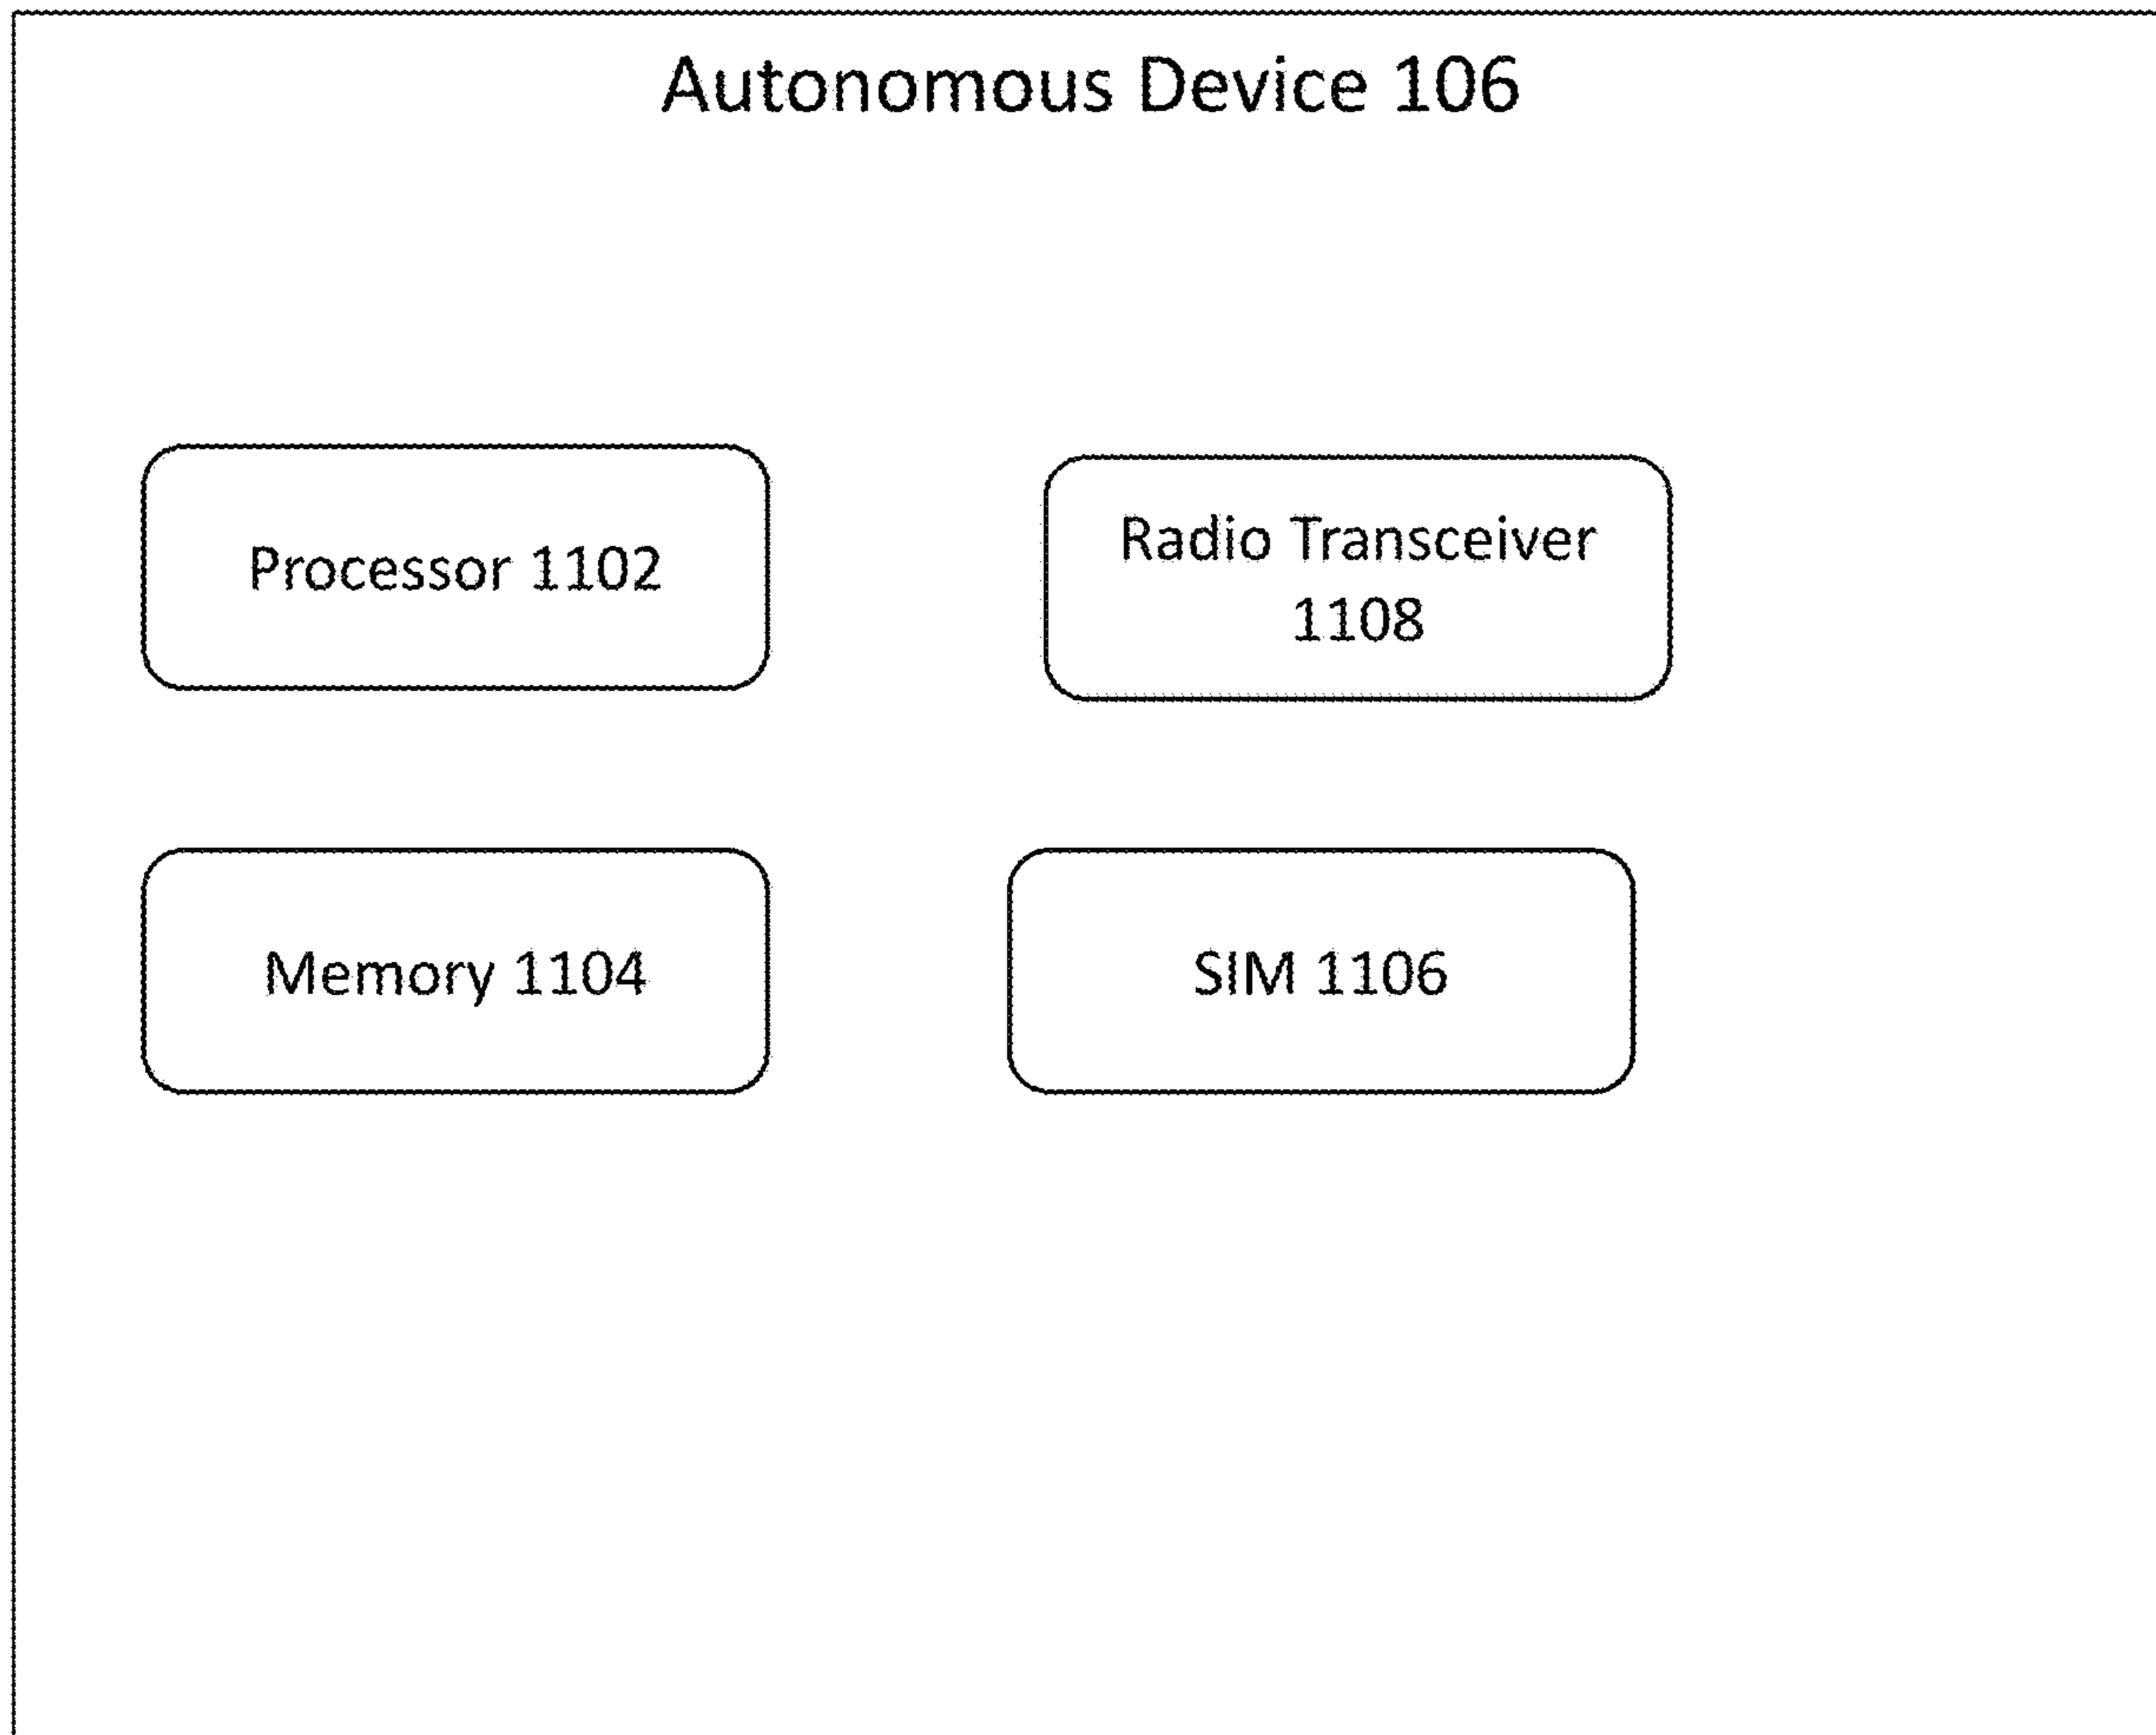 Autonomous Device 106
Processor 1102
Radio Transceiver
1108
Memory 1104
SIM 1106